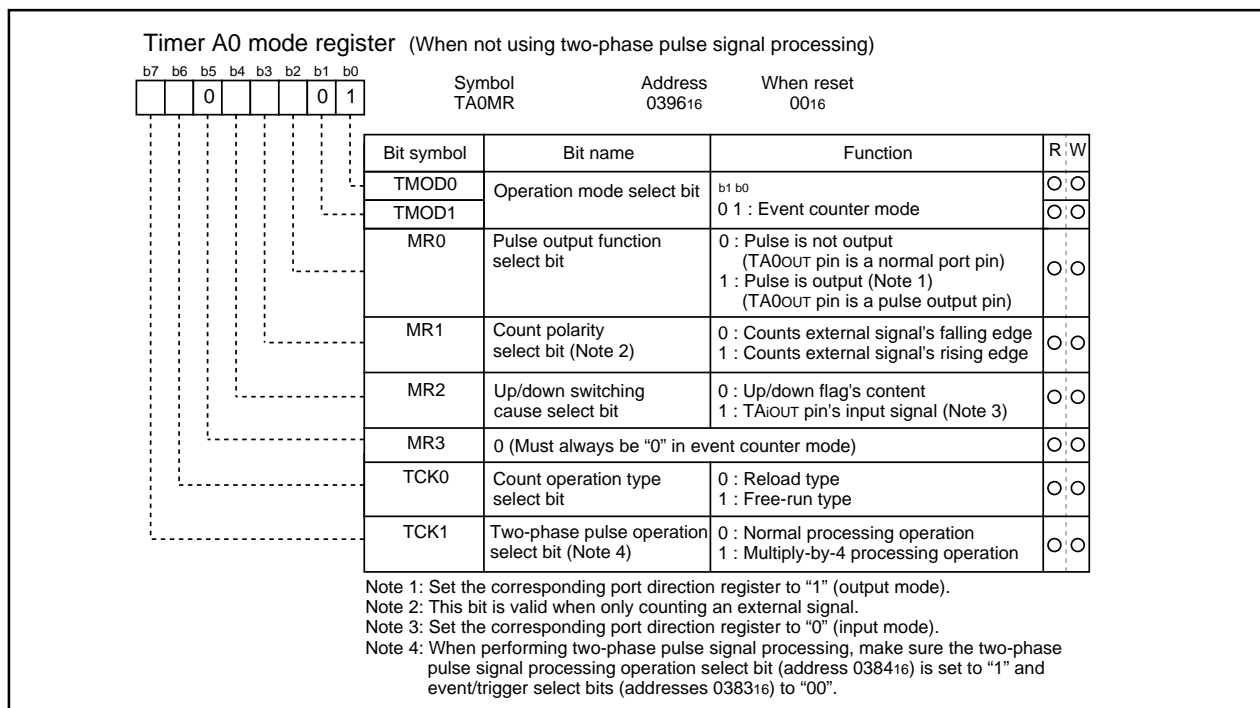 Timer A0 mode register (When not using two-phase pulse signal processing)
b7 b6 b5 b4 b3 b2 b1 b0
0 0 1
Symbol Address When reset
TA0MR 039616 0016
Bit symbol Bit name Function R W
TMOD0 Operation mode select bit b1 b0
TMOD1 0 1 : Event counter mode
MR0 Pulse output function 0 : Pulse is not output
select bit (TA0OUT pin is a normal port pin)
1 : Pulse is output (Note 1)
(TA0OUT pin is a pulse output pin)
MR1 Count polarity 0 : Counts external signal's falling edge
select bit (Note 2) 1 : Counts external signal's rising edge
MR2 Up/down switching 0 : Up/down flag's content
cause select bit 1 : TAiOUT pin's input signal (Note 3)
MR3 0 (Must always be “0” in event counter mode)
TCK0 Count operation type 0 : Reload type
select bit 1 : Free-run type
TCK1 Two-phase pulse operation 0 : Normal processing operation
select bit (Note 4) 1 : Multiply-by-4 processing operation
Note 1: Set the corresponding port direction register to “1” (output mode).
Note 2: This bit is valid when only counting an external signal.
Note 3: Set the corresponding port direction register to “0” (input mode).
Note 4: When performing two-phase pulse signal processing, make sure the two-phase
pulse signal processing operation select bit (address 038416) is set to “1” and
event/trigger select bits (addresses 038316) to “00”.